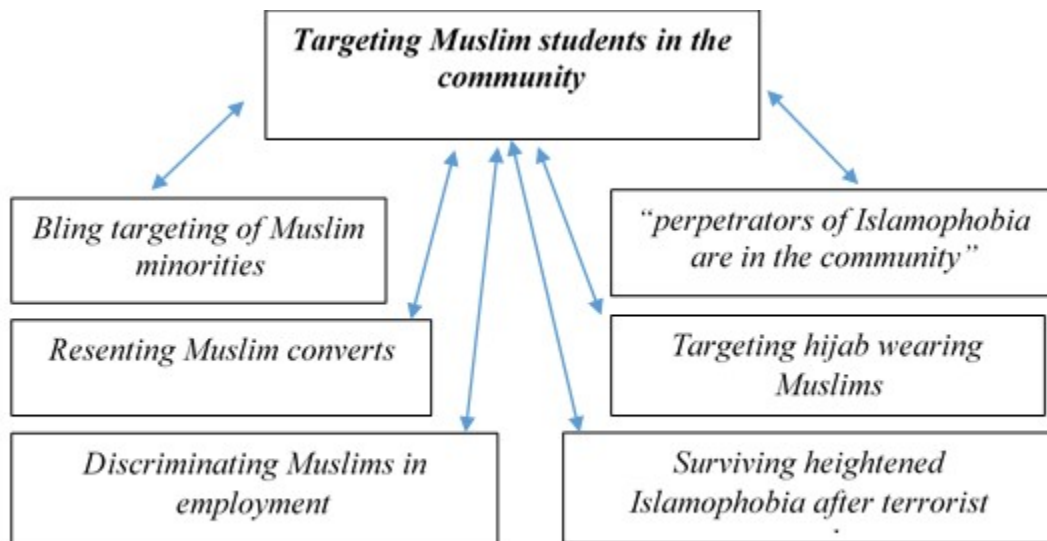 Targeting Muslim students in the
community
Bling targeting of Muslim
minorities
“perpetrators of Islamophobia
are in the community”
Resenting Muslim converts
Targeting hijab wearing
Muslims
Discriminating Muslims in
employment
Surviving heightened
Islamophobia after terrorist